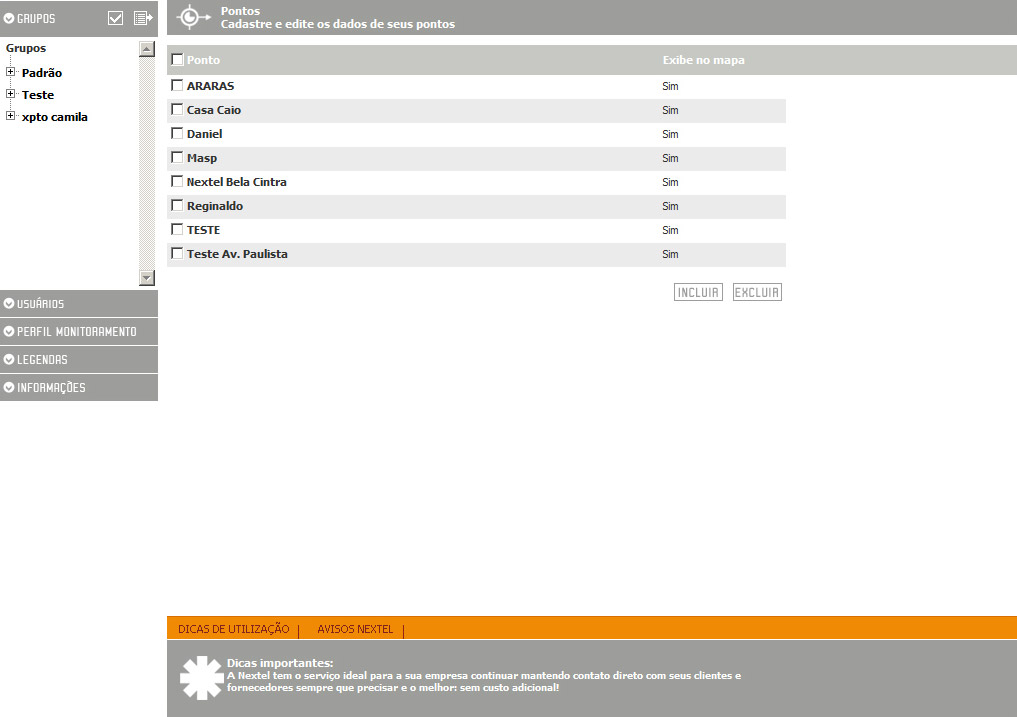 GRUPOS
Grupos
Padrão
Teste
xpto camila
USUÁRIOS
PERFIL MONITORAMENTO
LEGENDAS
INFORMAÇÕES
Pontos
Cadastre e edite os dados de seus pontos
Ponto Exibe no mapa
ARARAS Sim
Casa Caio Sim
Daniel Sim
Masp Sim
Nextel Bela Cintra Sim
Reginaldo Sim
TESTE Sim
Teste Av. Paulista Sim
INCLUIR EXCLUIR
DICAS DE UTILIZAÇÃO | AVISOS NEXTEL |
Dicas importantes:
A Nextel tem o serviço ideal para a sua empresa continuar mantendo contato direto com seus clientes e
fornecedores sempre que precisar e o melhor: sem custo adicional!